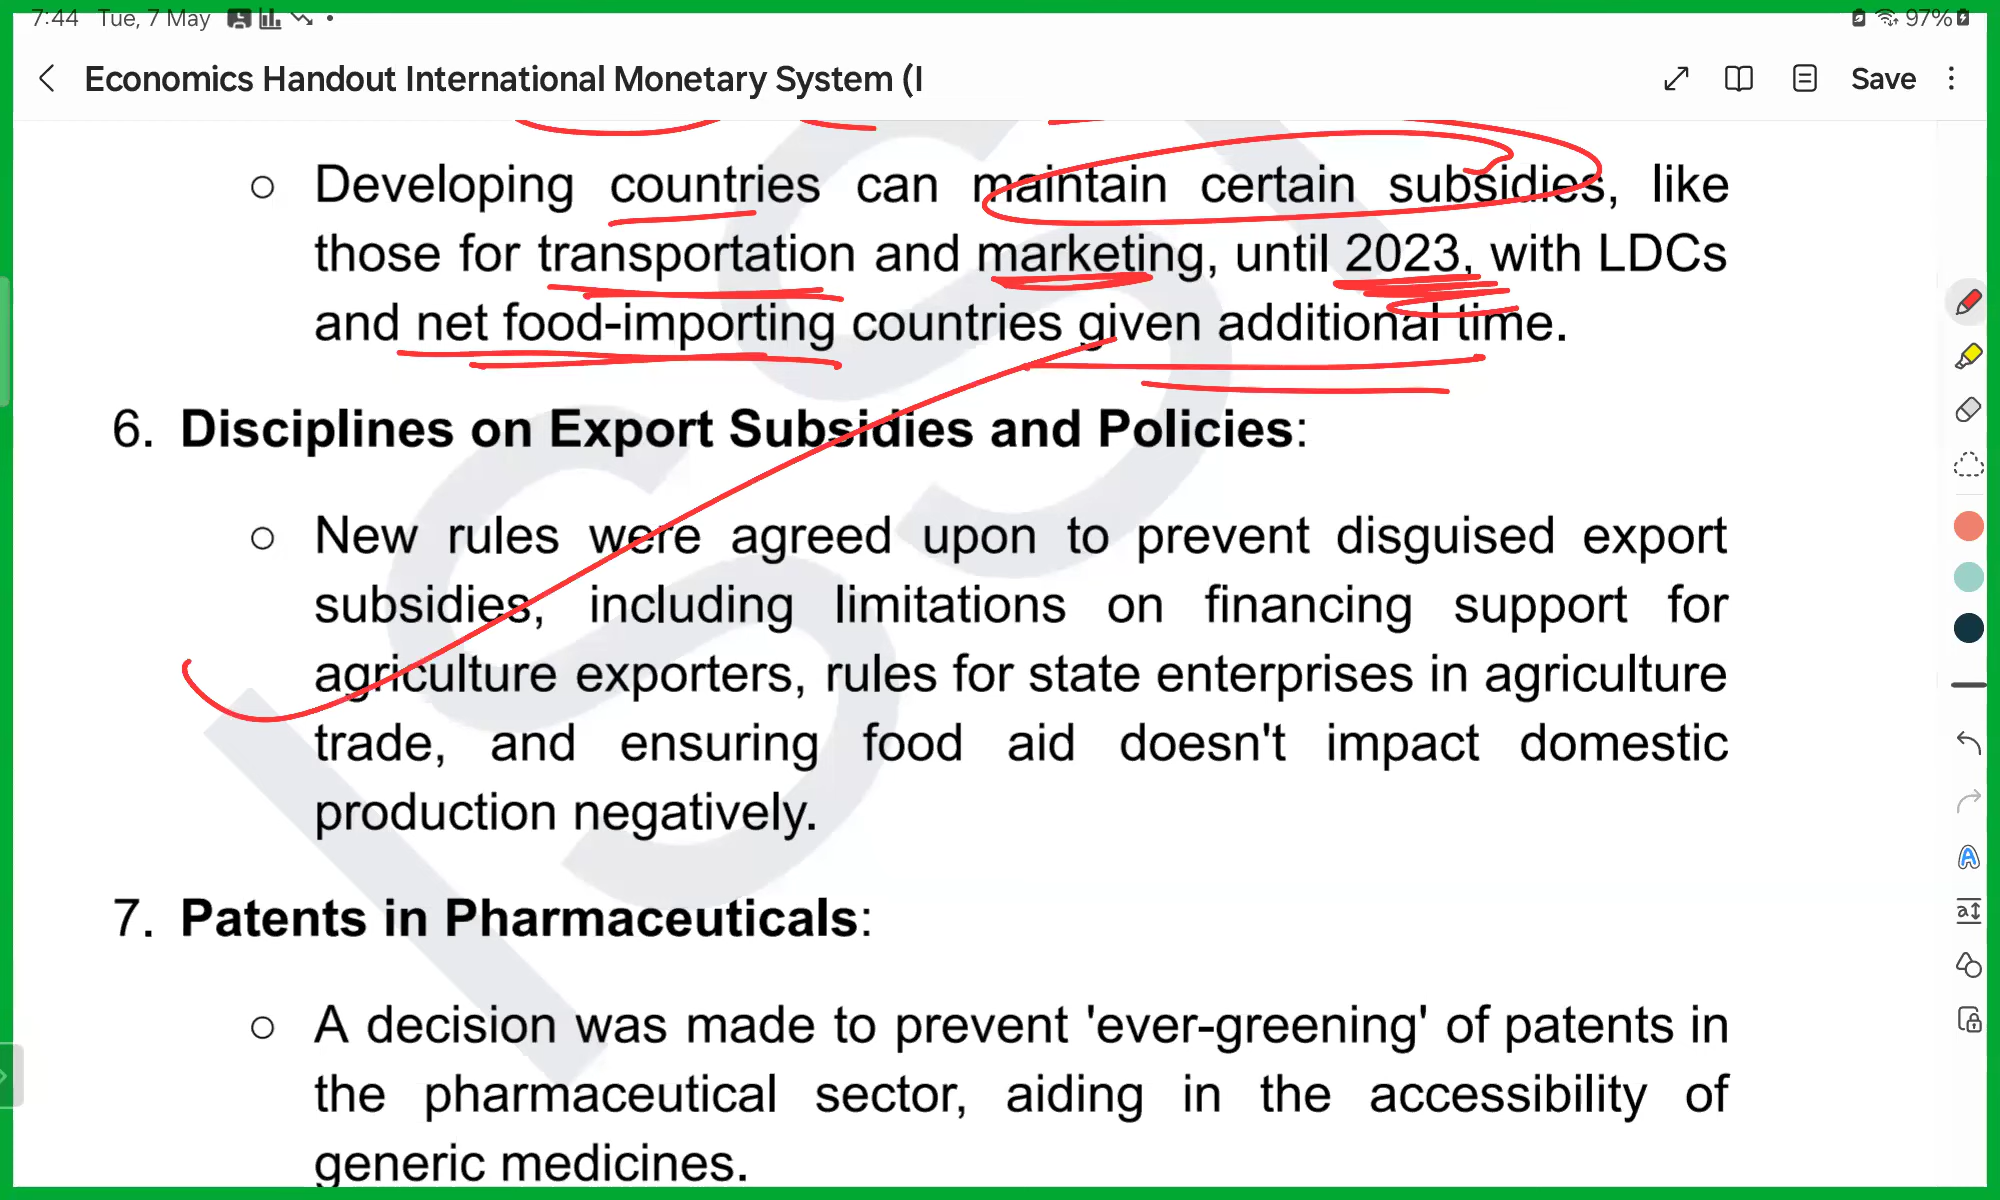 7:44 Tue, 7 May 97%
Economics Handout International Monetary System (I
Save
○ Developing countries can maintain certain subsidies, like
those for transportation and marketing, until 2023, with LDCs
and net food-importing countries given additional time.
6. Disciplines on Export Subsidies and Policies:
○ New rules were agreed upon to prevent disguised export
subsidies, including limitations on financing support for
agriculture exporters, rules for state enterprises in agriculture
trade, and ensuring food aid doesn't impact domestic
production negatively.
7. Patents in Pharmaceuticals:
○ A decision was made to prevent 'ever-greening' of patents in
the pharmaceutical sector, aiding in the accessibility of
generic medicines.